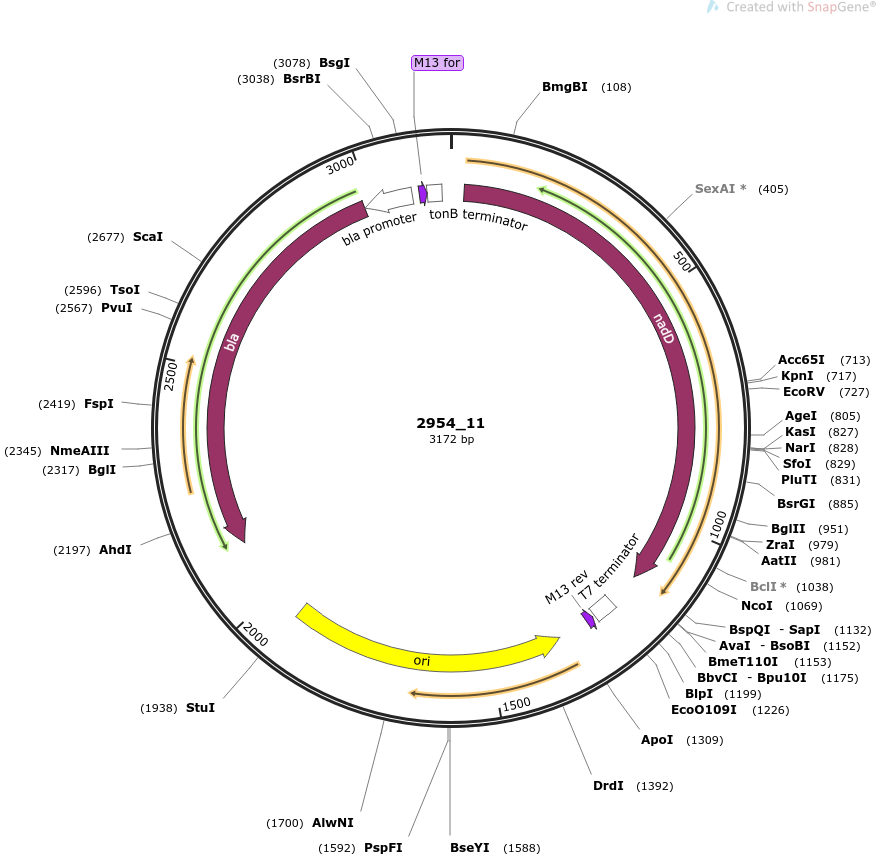 Created with SnapGene®
(3078) BsgI
(3038) BsrBI
M13 for
BmgBI (108)
SexAI * (405)
3000
bla promoter
tonB terminator
500
(2677) ScaI
(2596) TsoI
(2567) PvuI
bla
nadD
2500
Acc65I (713)
KpnI (717)
EcoRV (727)
(2419) FspI
AgeI (805)
KasI (827)
NarI (828)
SfoI (829)
PluTI (831)
2954_11
3172 bp
(2345) NmeAIII
(2317) BglI
BsrGI (885)
1000
BglII (951)
ZraI (979)
AatII (981)
(2197) AhdI
BclI * (1038)
NcoI (1069)
M13 rev
T7 terminator
BspQI - SapI (1132)
AvaI - BsoBI (1152)
BmeT110I (1153)
BbvCI - Bpu10I (1175)
BlpI (1199)
EcoO109I (1226)
2000
ori
1500
(1938) StuI
ApoI (1309)
DrdI (1392)
(1700) AlwNI
(1592) PspFI
BseYI (1588)